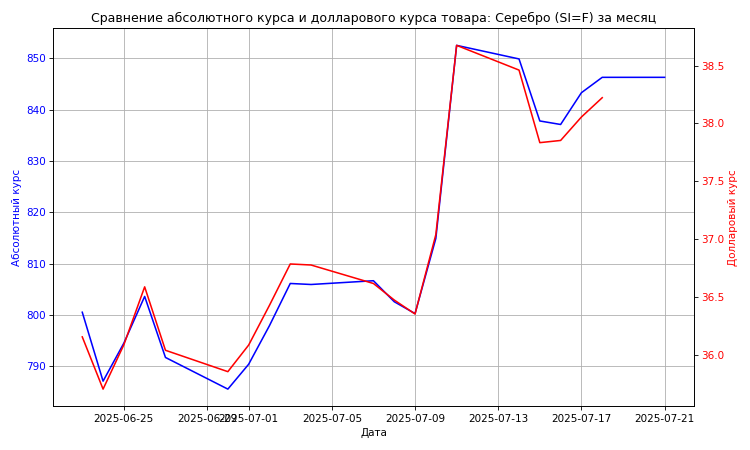 Сравнение абсолютного курса и долларового курса товара: Серебро (SI=F) за месяц
850
840
830
820
810
800
790
Абсолютный курс
38.5
38.0
37.5
37.0
36.5
36.0
Долларовый курс
2025-06-25 2025-06-29 2025-07-01 2025-07-05 2025-07-09 2025-07-13 2025-07-17 2025-07-21
Дата